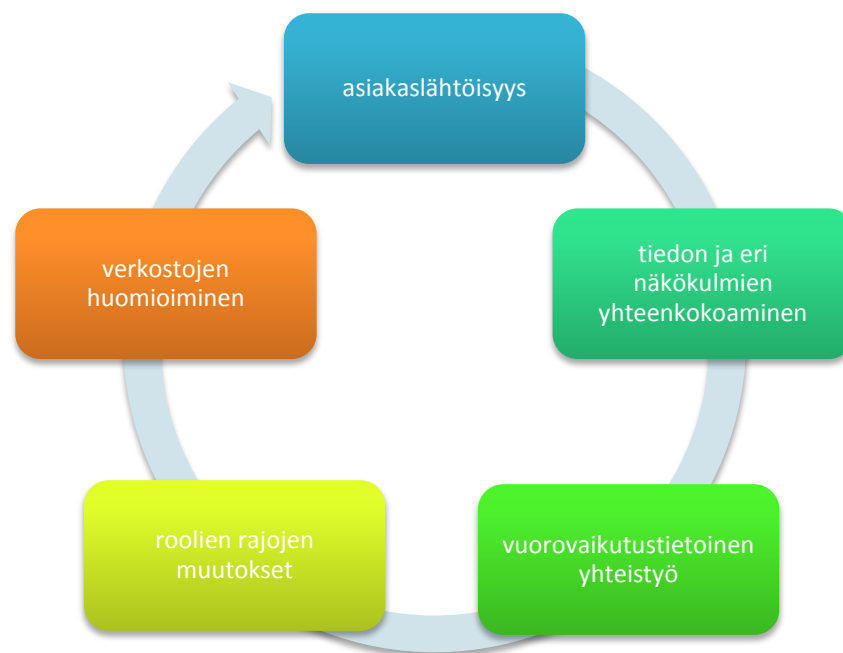 asiakaslähtöisyys
tiedon ja eri
näkökulmien
yhteenkokoaminen
vuorovaikutustietoinen
yhteistyö
roolien rajojen
muutokset
verkostojen
huomioiminen